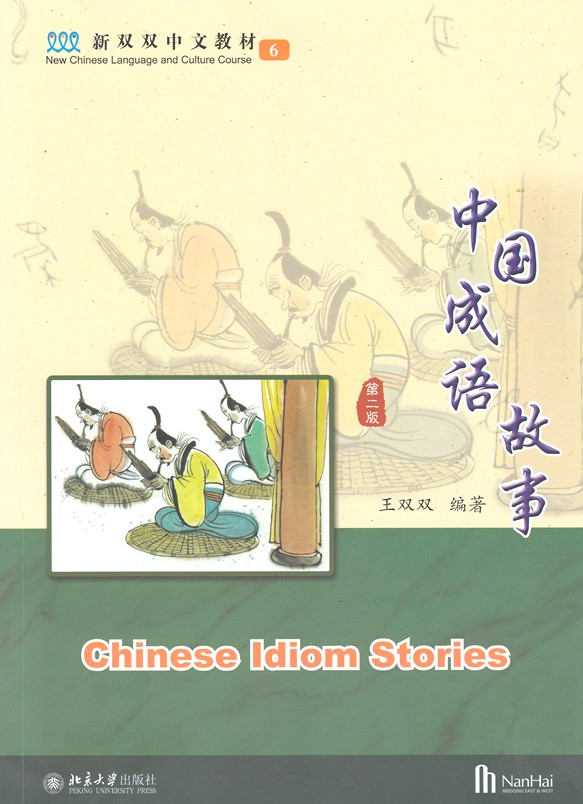 新双双中文教材 6
New Chinese Language and Culture Course
中国成语故事
第二版
王双双 编著
Chinese Idiom Stories
北京大学出版社
PEKING UNIVERSITY PRESS
NanHai
BRIDGING EAST & WEST